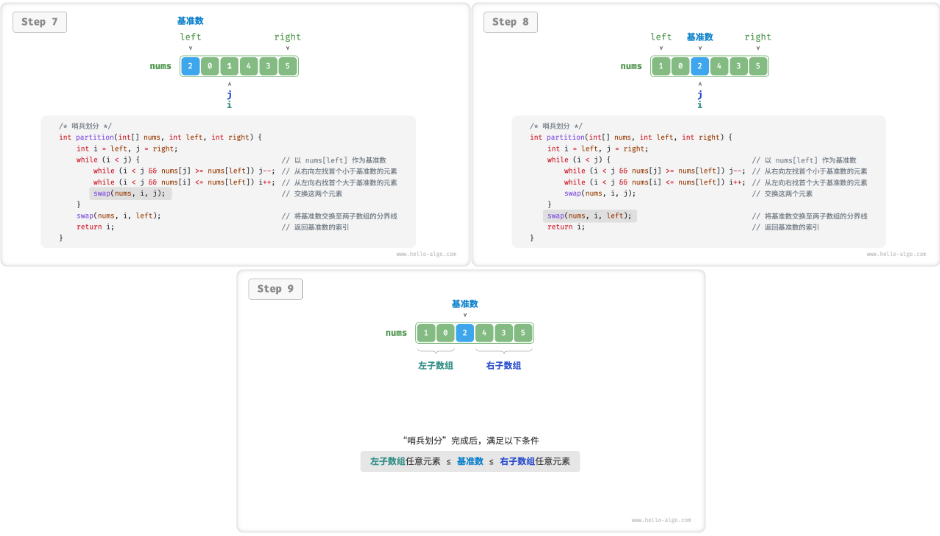 Step 7
基准数
left right
nums 2 0 1 4 3 5
j
i
/* 哨兵划分 */
int partition(int[] nums, int left, int right) {
int i = left, j = right;
while (i < j) { // 以 nums[left] 作为基准数
while (i < j && nums[j] >= nums[left]) j--; // 从右向左找首个小于基准数的元素
while (i < j && nums[i] <= nums[left]) i++; // 从左向右找首个大于基准数的元素
swap(nums, i, j); // 交换这两个元素
}
swap(nums, i, left); // 将基准数交换至两子数组的分界线
return i; // 返回基准数的索引
}
www.hello-algo.com
Step 8
left 基准数 right
nums 1 0 2 4 3 5
j
i
/* 哨兵划分 */
int partition(int[] nums, int left, int right) {
int i = left, j = right;
while (i < j) { // 以 nums[left] 作为基准数
while (i < j && nums[j] >= nums[left]) j--; // 从右向左找首个小于基准数的元素
while (i < j && nums[i] <= nums[left]) i++; // 从左向右找首个大于基准数的元素
swap(nums, i, j); // 交换这两个元素
}
swap(nums, i, left); // 将基准数交换至两子数组的分界线
return i; // 返回基准数的索引
}
www.hello-algo.com
Step 9
基准数
nums 1 0 2 4 3 5
左子数组 右子数组
“哨兵划分”完成后，满足以下条件
左子数组任意元素 ≤ 基准数 ≤ 右子数组任意元素
www.hello-algo.com